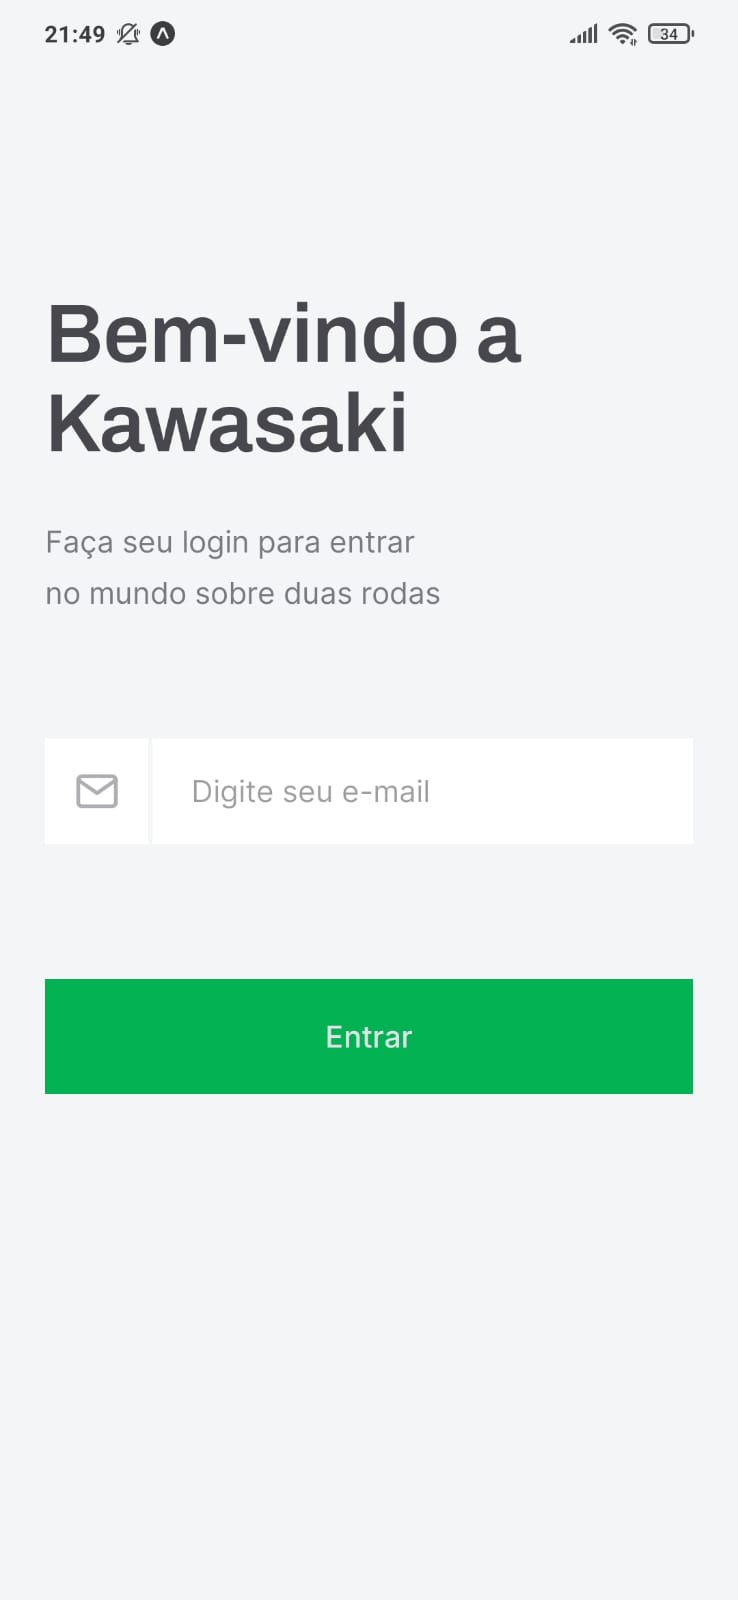 21:49
34
Bem-vindo a
Kawasaki
Faça seu login para entrar
no mundo sobre duas rodas
Digite seu e-mail
Entrar